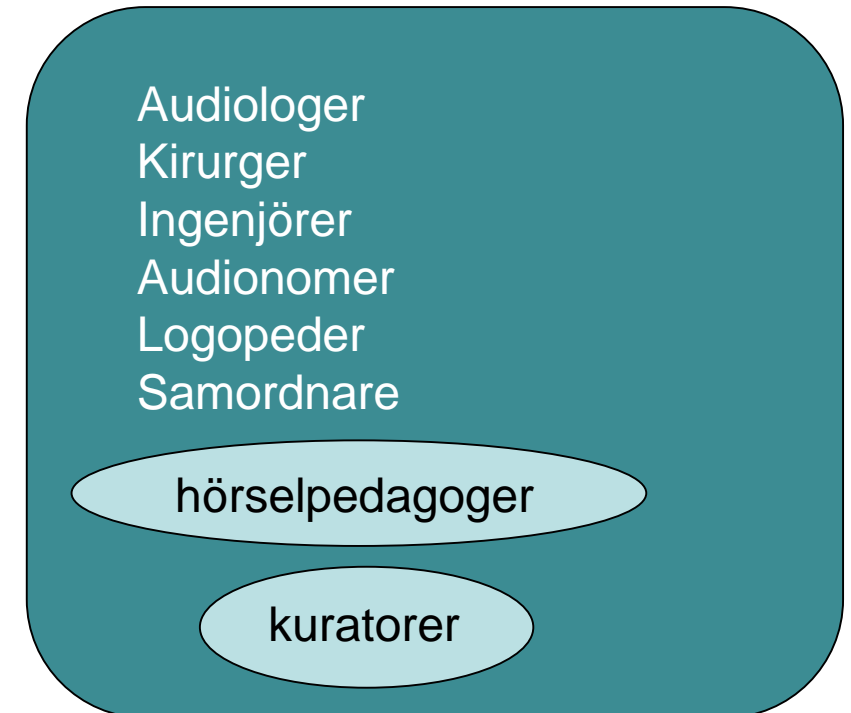 Audiologer
Kirurger
Ingenjörer
Audionomer
Logopeder
Samordnare
hörselpedagoger
kuratorer